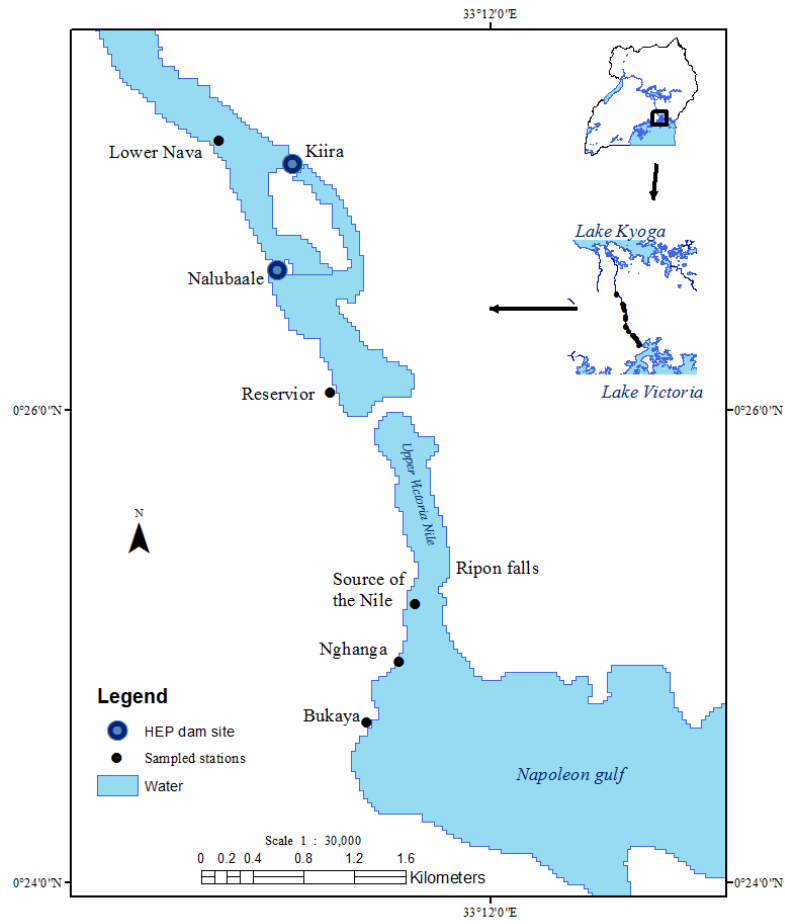 33°12'0"E
Lower Nava
Kiira
Lake Kyoga
Nalubaale
Lake Victoria
Reservior
0°26'0"N
0°26'0"N
Upper Victoria Nile
N
Ripon falls
Source of
the Nile
Nghanga
Legend
Bukaya
HEP dam site
Sampled stations
Water
Napoleon gulf
Scale 1 : 30,000
0 0.2 0.4 0.8 1.2 1.6
Kilometers
0°24'0"N
0°24'0"N
33°12'0"E